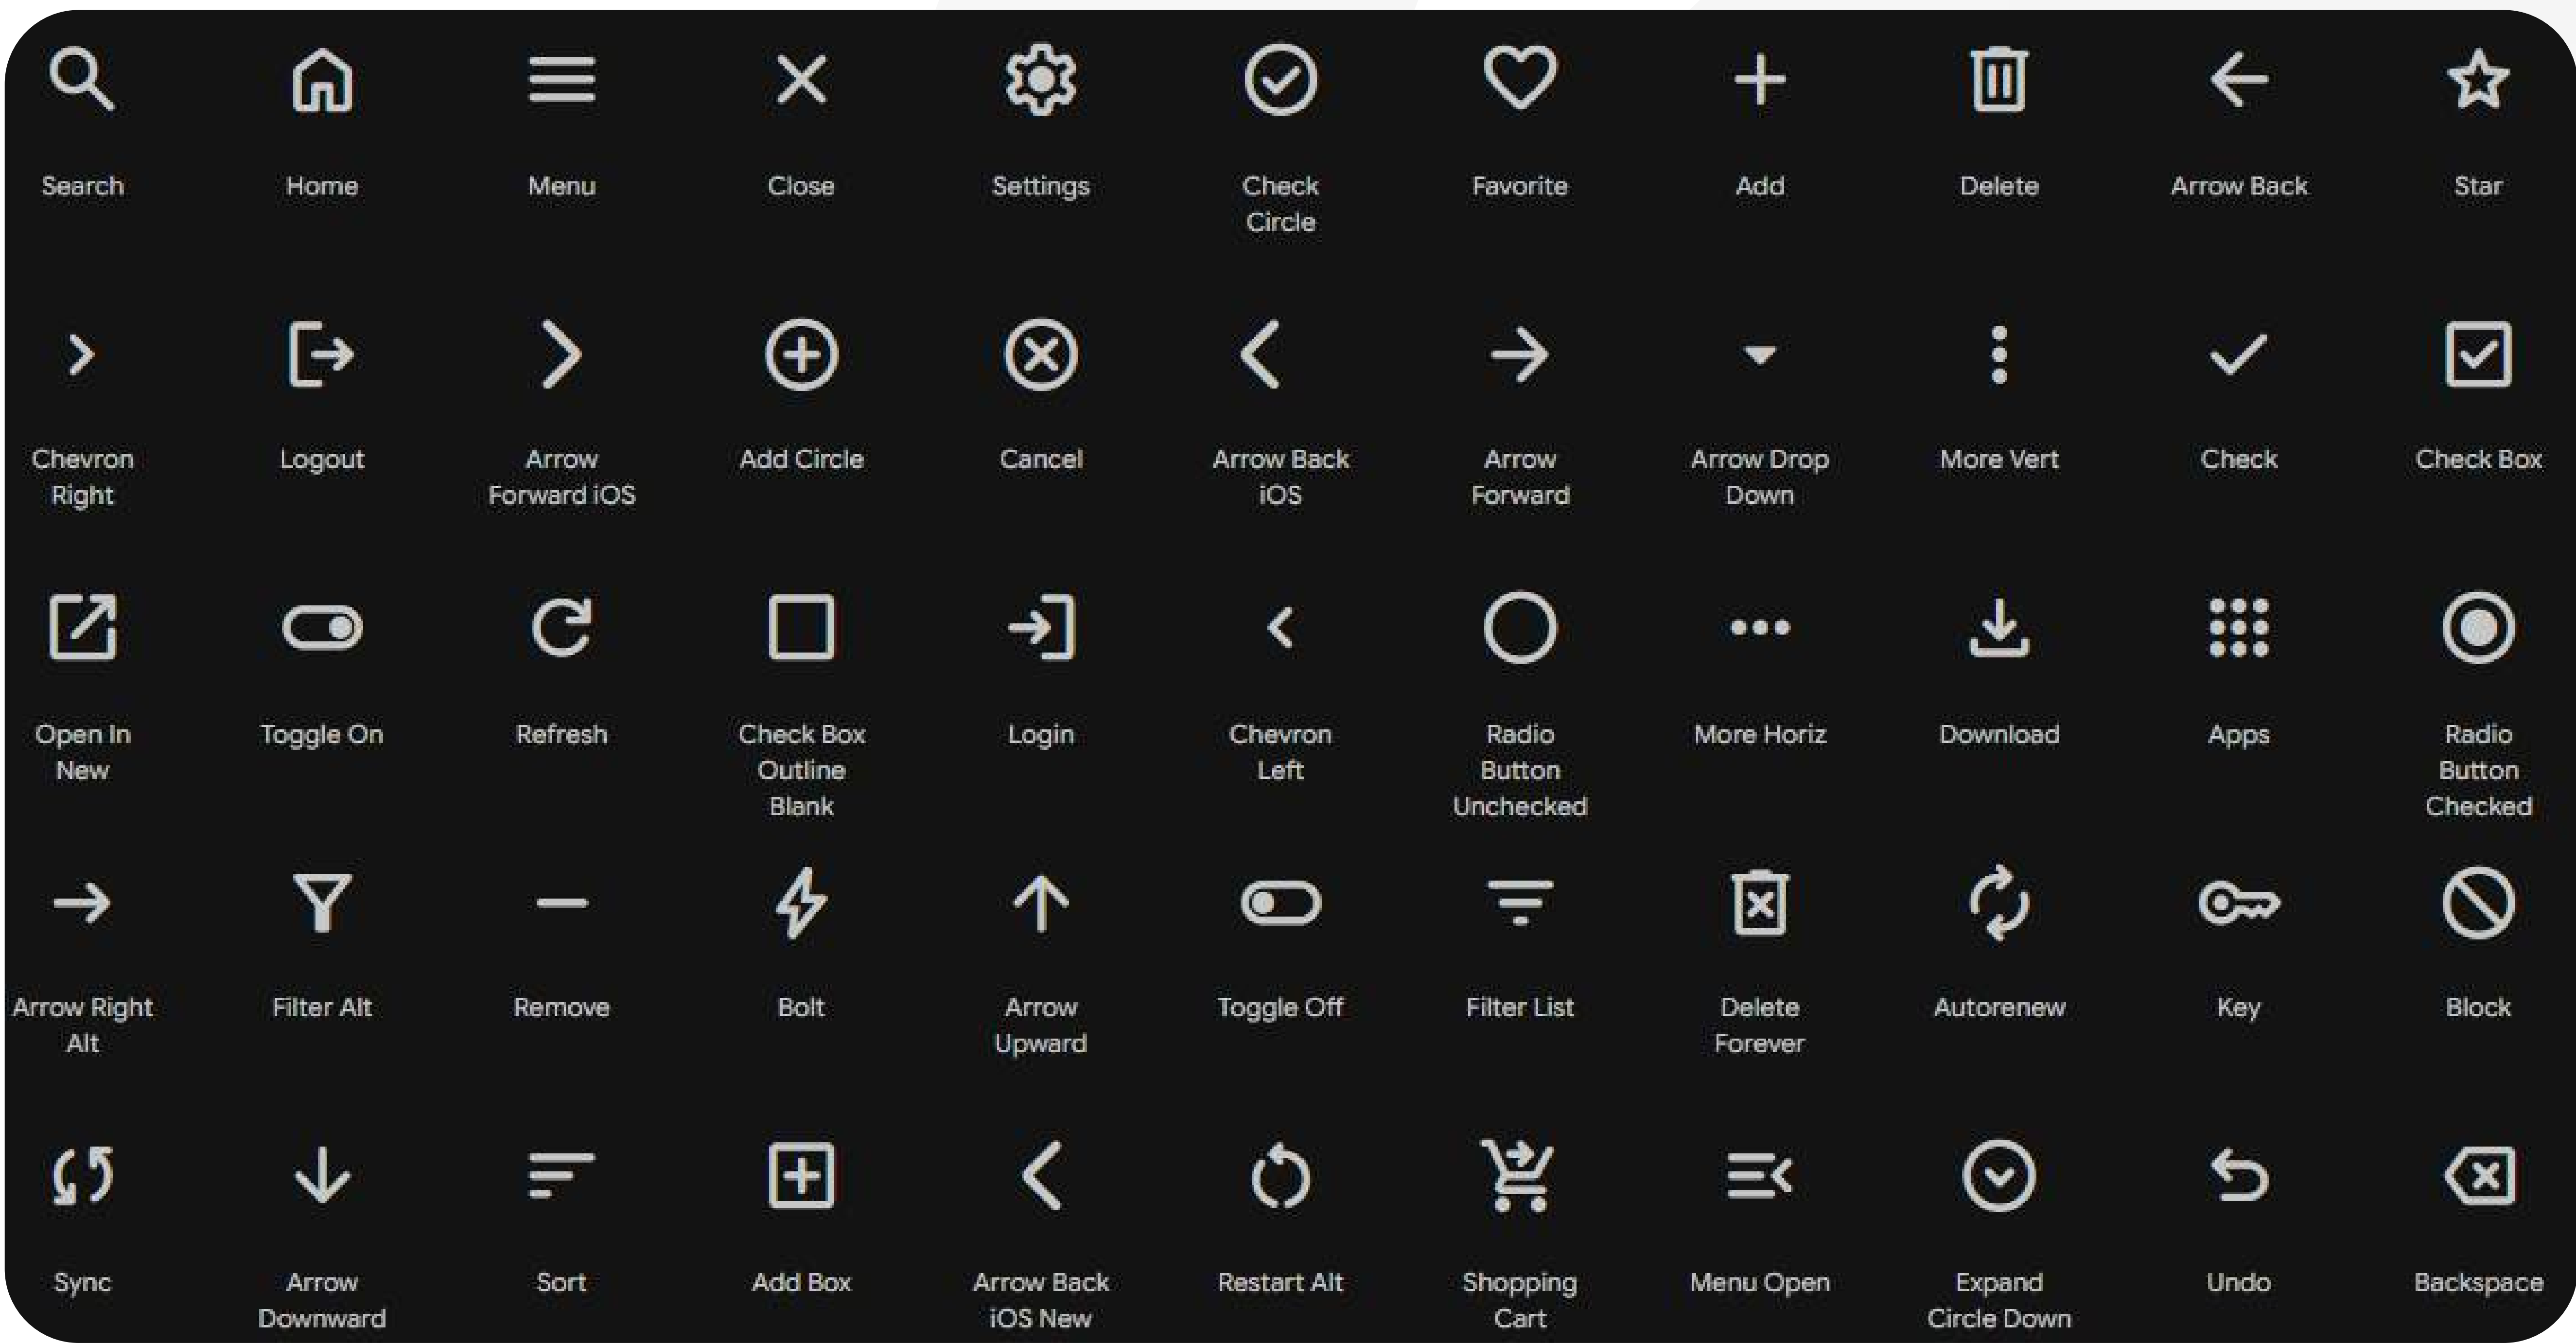 Search
Home
Menu
Close
Settings
Check
Circle
Favorite
Add
Delete
Arrow Back
Star
Chevron
Right
Logout
Arrow
Forward iOS
Add Circle
Cancel
Arrow Back
iOS
Arrow
Forward
Arrow Drop
Down
More Vert
Check
Check Box
Open In
New
Toggle On
Refresh
Check Box
Outline
Blank
Login
Chevron
Left
Radio
Button
Unchecked
More Horiz
Download
Apps
Radio
Button
Checked
Arrow Right
Alt
Filter Alt
Remove
Bolt
Arrow
Upward
Toggle Off
Filter List
Delete
Forever
Autorenew
Key
Block
Sync
Arrow
Downward
Sort
Add Box
Arrow Back
iOS New
Restart Alt
Shopping
Cart
Menu Open
Expand
Circle Down
Undo
Backspace